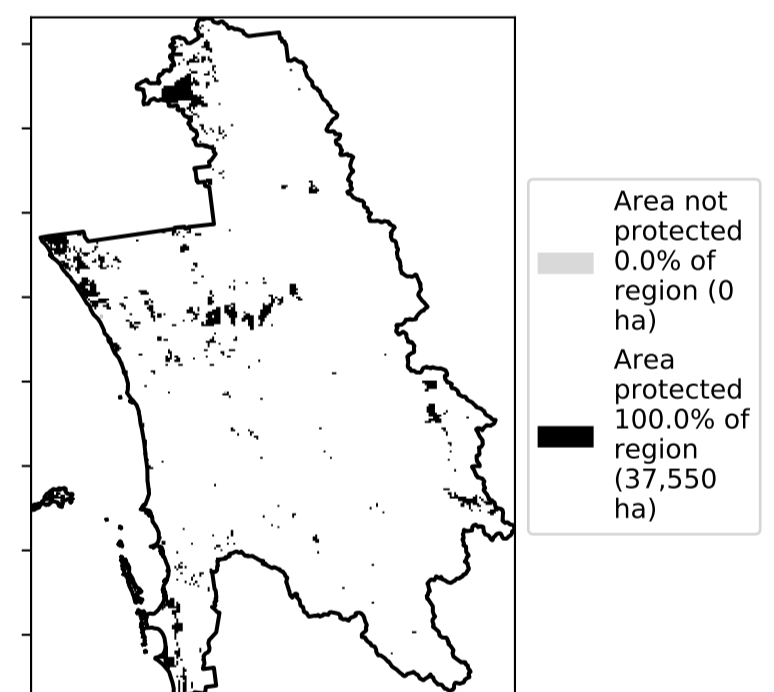 Area not
protected
0.0% of
region (0
ha)
Area
protected
100.0% of
region
(37,550
ha)